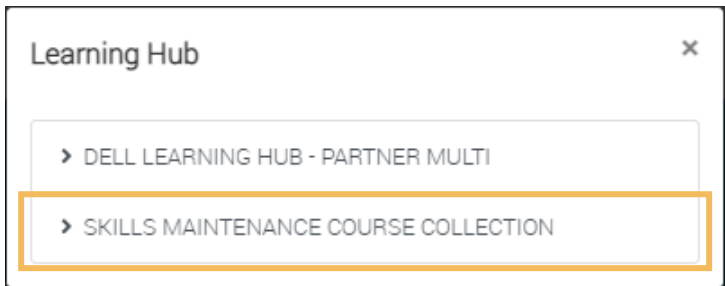 Learning Hub ×
DELL LEARNING HUB - PARTNER MULTI
SKILLS MAINTENANCE COURSE COLLECTION